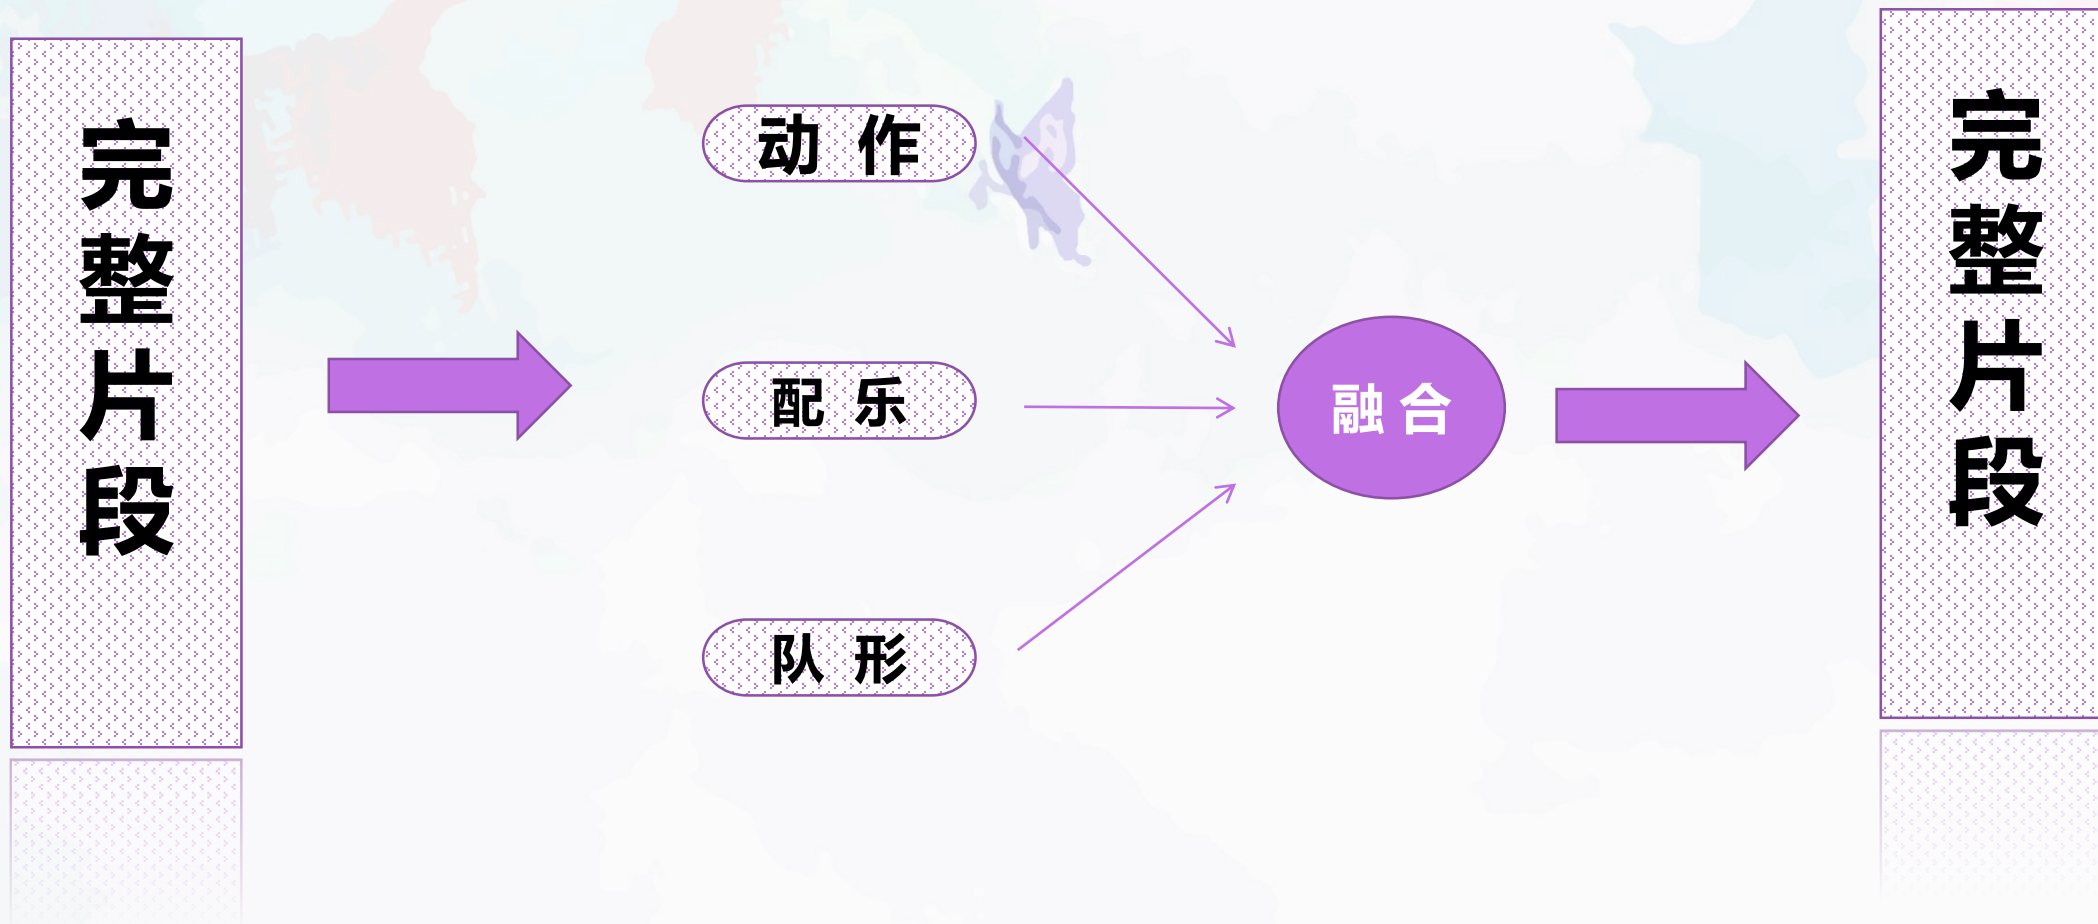 完整片段
动 作
配 乐
队 形
融 合
完整片段